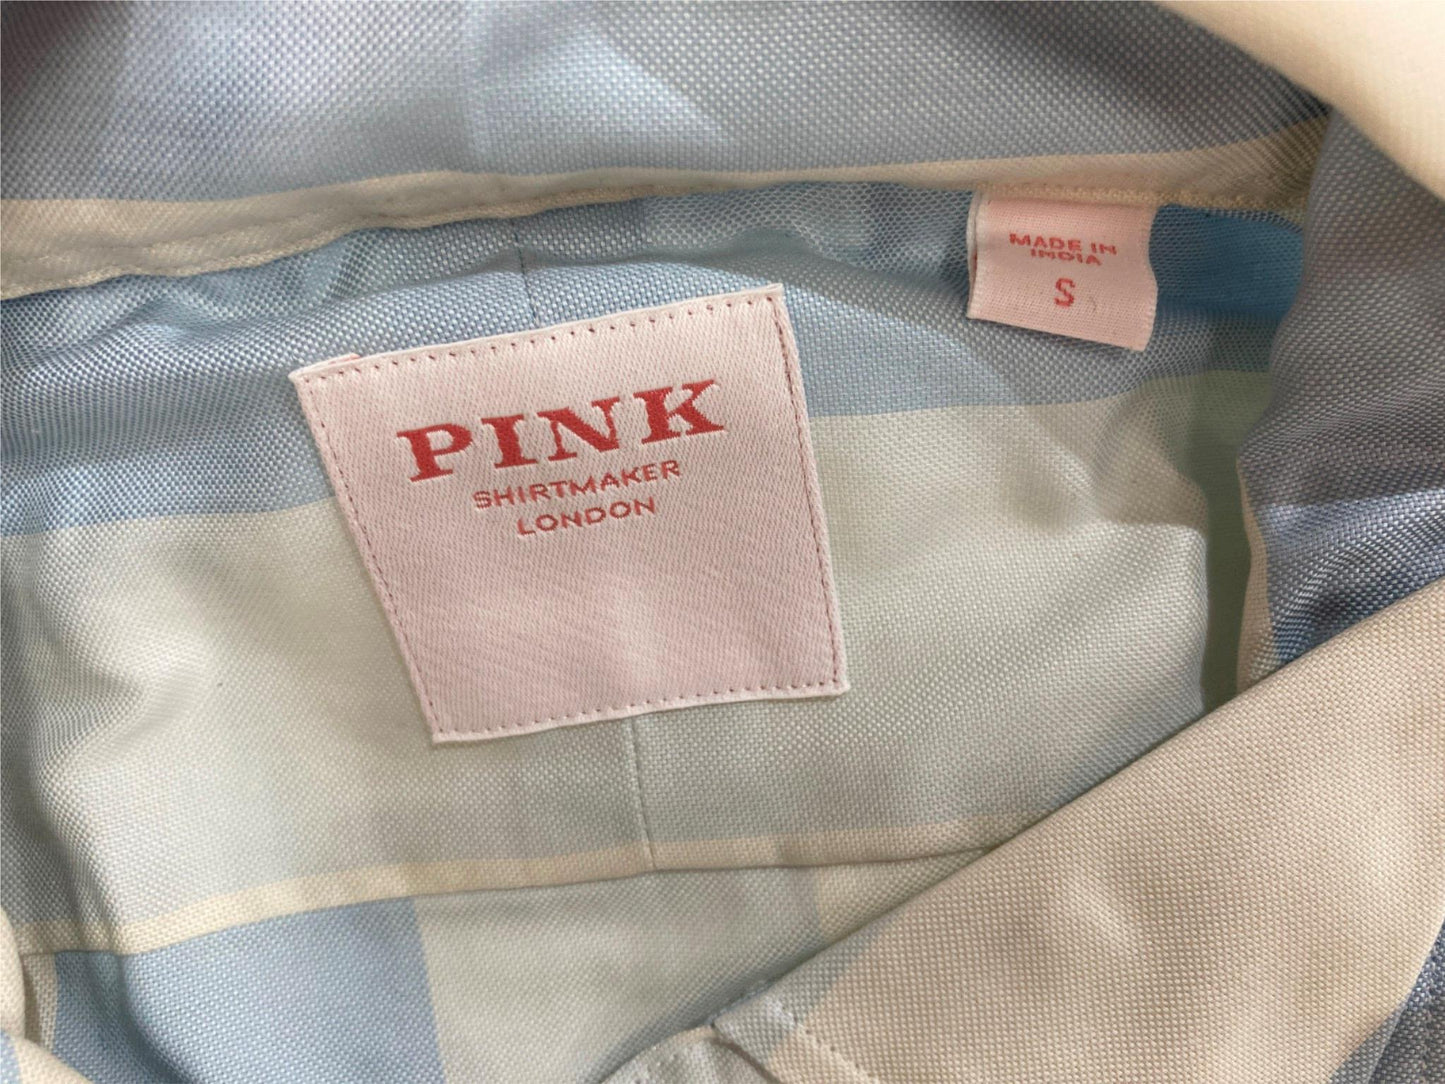 PINK
SHIRTMAKER
LONDON
MADE IN
INDIA
S